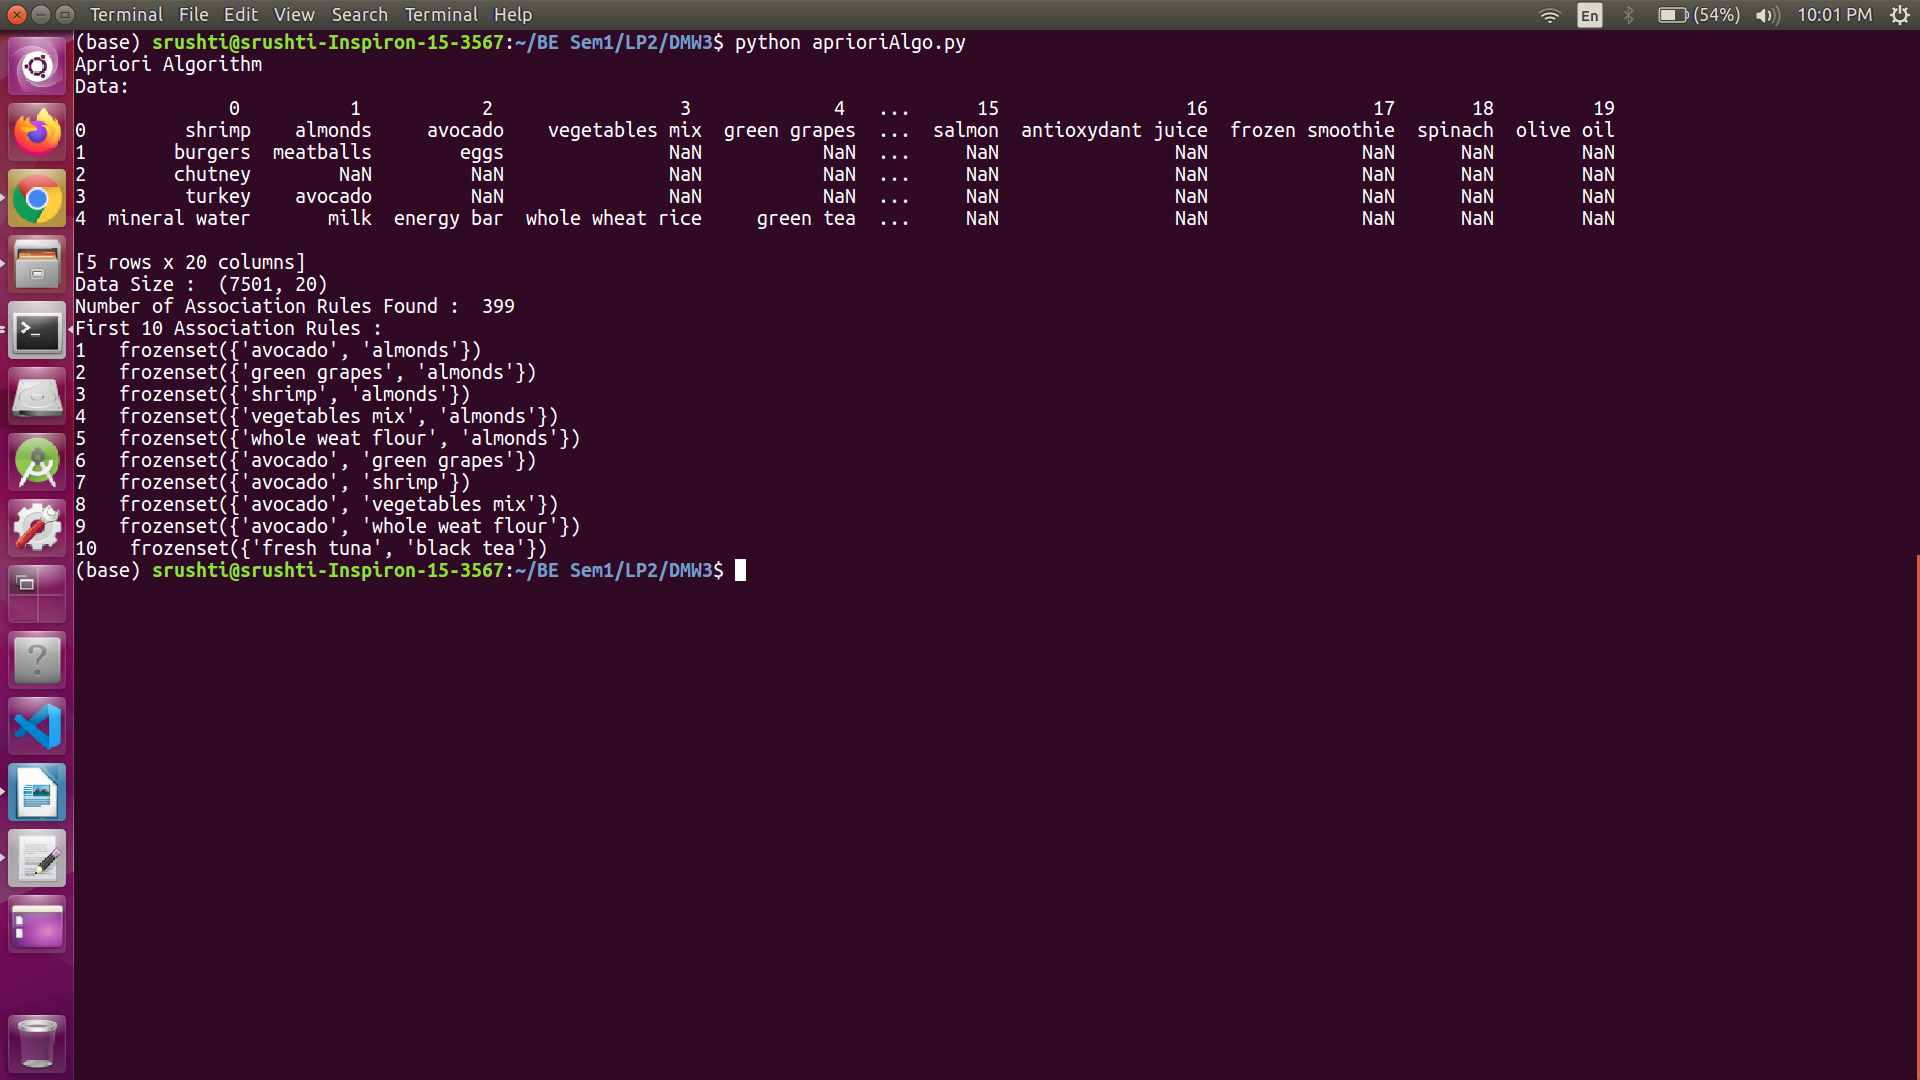 Terminal File Edit View Search Terminal Help En (54%) 10:01 PM
(base) srushti@srushti-Inspiron-15-3567:~/BE Sem1/LP2/DMW3$ python aprioriAlgo.py
Apriori Algorithm
Data:
0 1 2 3 4 ... 15 16 17 18 19
0 shrimp almonds avocado vegetables mix green grapes ... salmon antioxydant juice frozen smoothie spinach olive oil
1 burgers meatballs eggs NaN NaN ... NaN NaN NaN NaN NaN
2 chutney NaN NaN NaN NaN ... NaN NaN NaN NaN NaN
3 turkey avocado NaN NaN NaN ... NaN NaN NaN NaN NaN
4 mineral water milk energy bar whole wheat rice green tea ... NaN NaN NaN NaN NaN
[5 rows x 20 columns]
Data Size :  (7501, 20)
Number of Association Rules Found :  399
First 10 Association Rules :
1   frozenset({'avocado', 'almonds'})
2   frozenset({'green grapes', 'almonds'})
3   frozenset({'shrimp', 'almonds'})
4   frozenset({'vegetables mix', 'almonds'})
5   frozenset({'whole weat flour', 'almonds'})
6   frozenset({'avocado', 'green grapes'})
7   frozenset({'avocado', 'shrimp'})
8   frozenset({'avocado', 'vegetables mix'})
9   frozenset({'avocado', 'whole weat flour'})
10   frozenset({'fresh tuna', 'black tea'})
(base) srushti@srushti-Inspiron-15-3567:~/BE Sem1/LP2/DMW3$